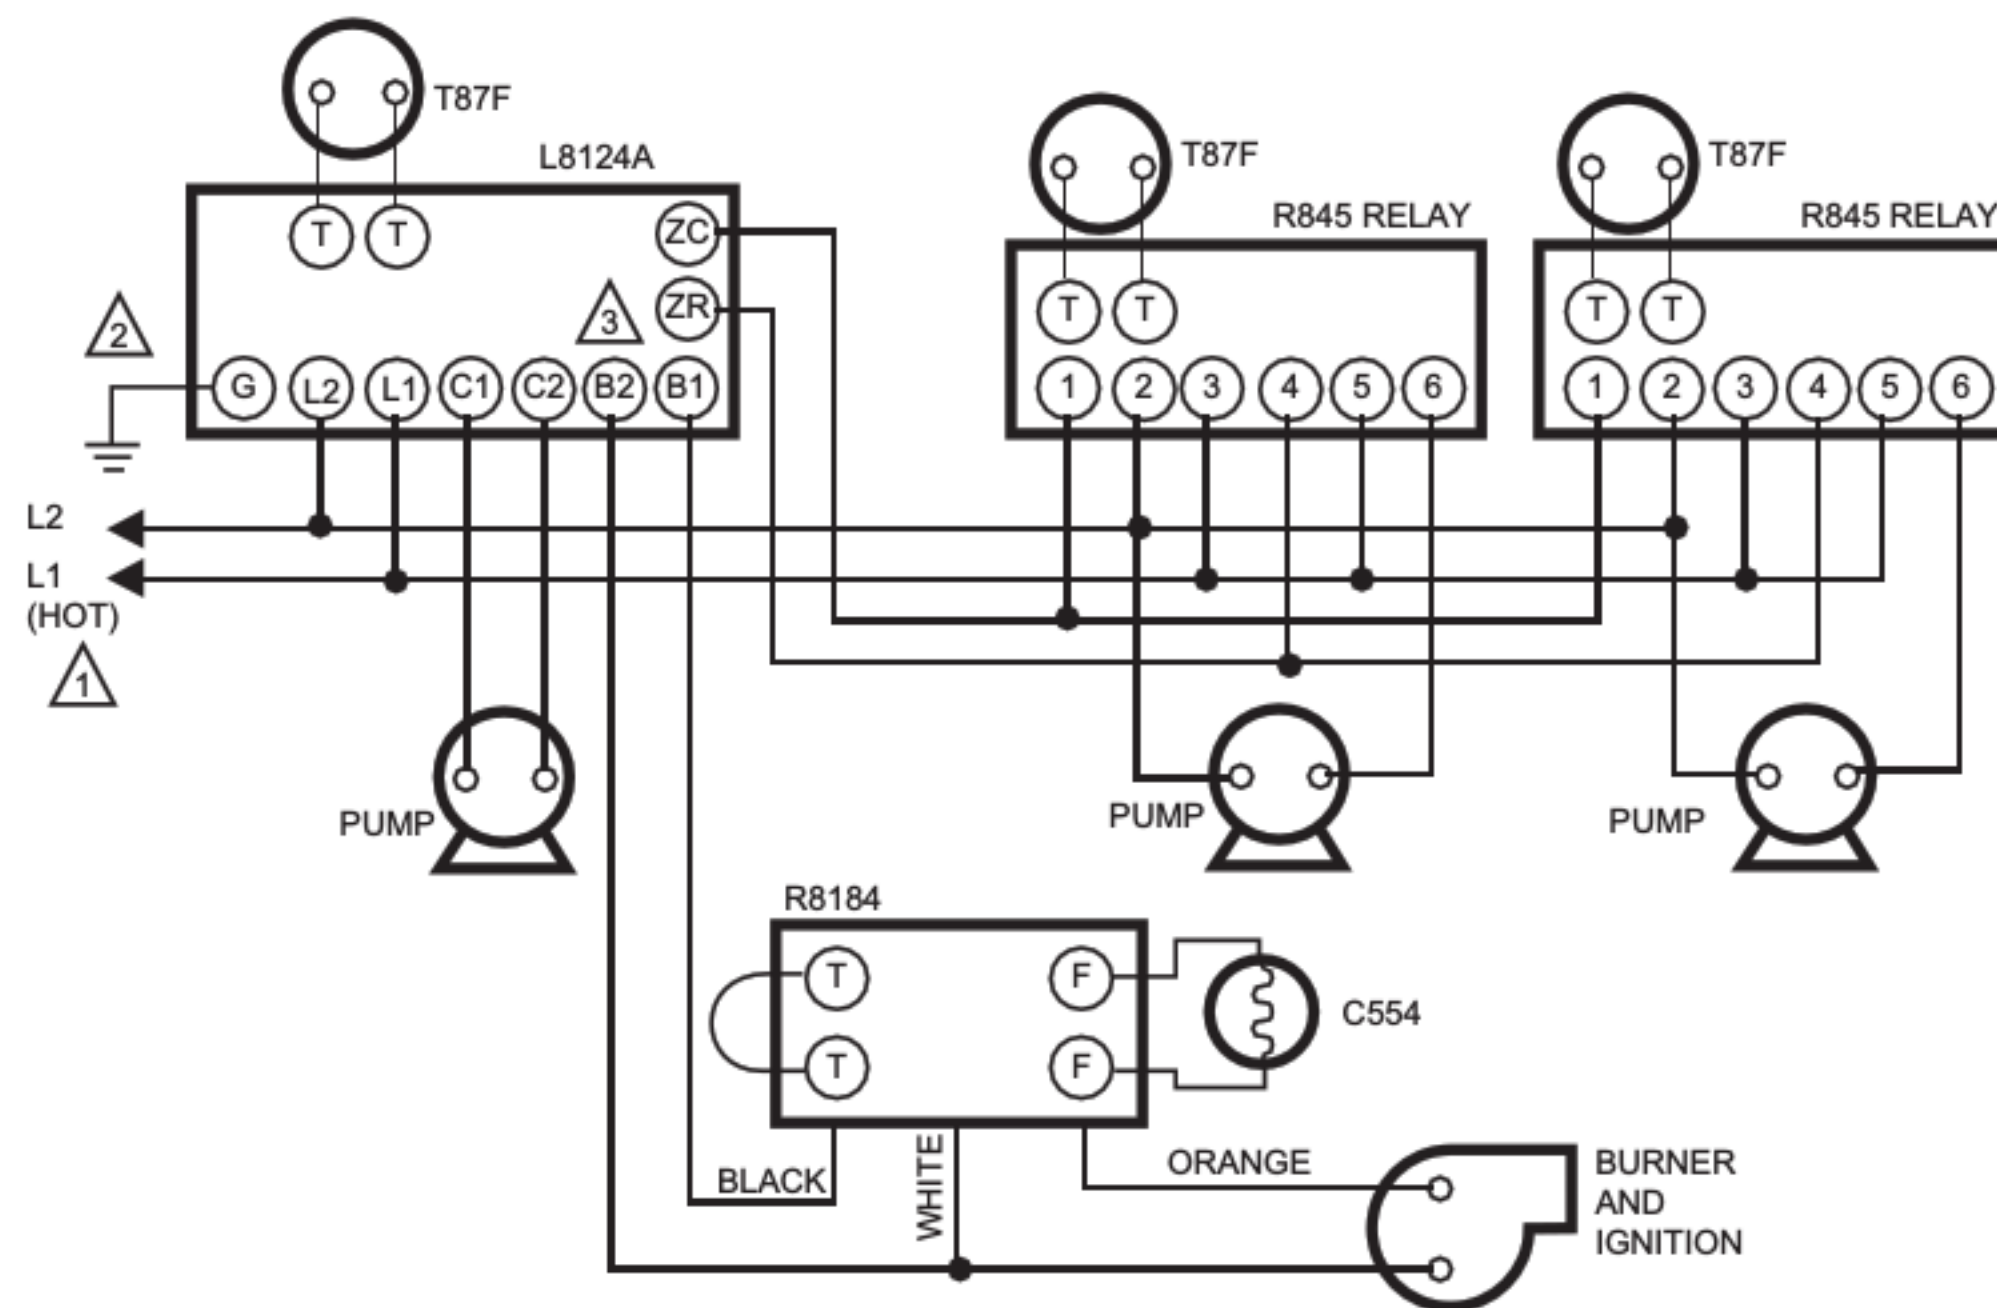 T87F
L8124A
T T ZC
ZR
2
3
G L2 L1 C1 C2 B2 B1
T87F
R845 RELAY
T T
1 2 3 4 5 6
T87F
R845 RELAY
T T
1 2 3 4 5 6
L2
L1
(HOT)
1
PUMP
PUMP
PUMP
R8184
T F
T F
C554
BLACK
WHITE
ORANGE
BURNER
AND
IGNITION